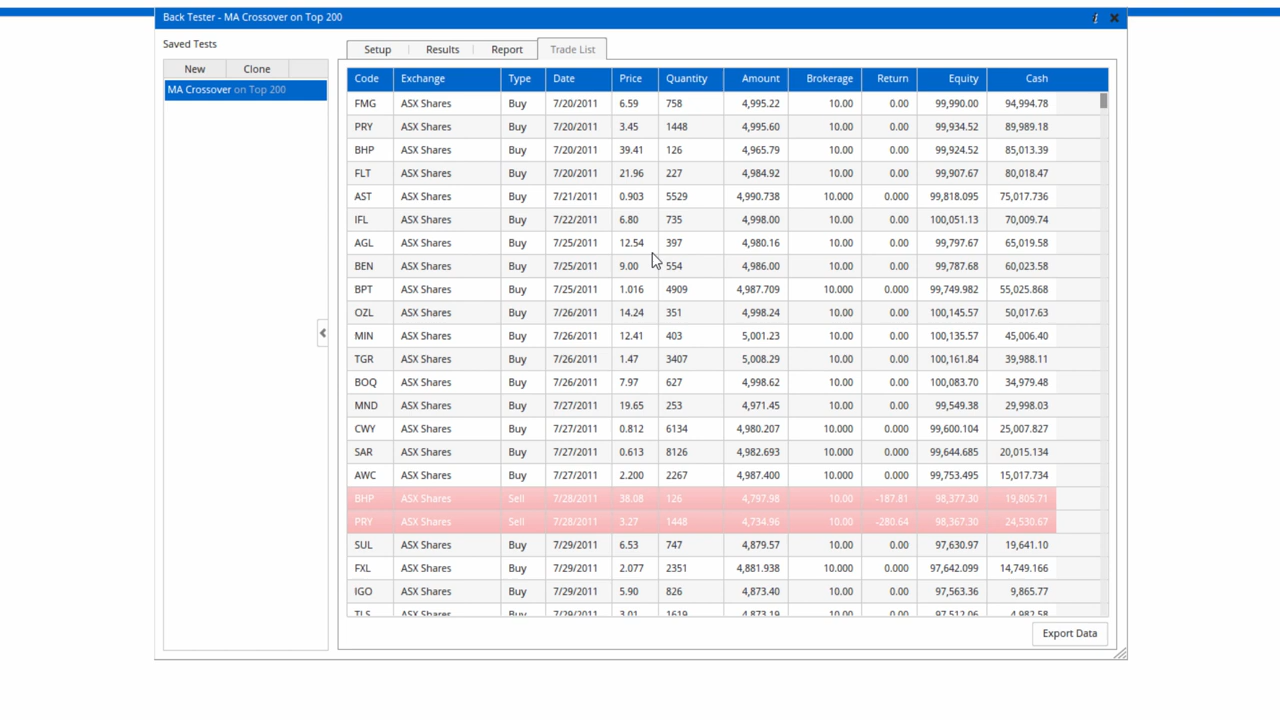 Back Tester - MA Crossover on Top 200
Saved Tests
New Clone
MA Crossover on Top 200
Setup Results Report Trade List
Code Exchange Type Date Price Quantity Amount Brokerage Return Equity Cash
FMG ASX Shares Buy 7/20/2011 6.59 758 4,995.22 10.00 0.00 99,990.00 94,994.78
PRY ASX Shares Buy 7/20/2011 3.45 1448 4,995.60 10.00 0.00 99,934.52 89,989.18
BHP ASX Shares Buy 7/20/2011 39.41 126 4,965.79 10.00 0.00 99,924.52 85,013.39
FLT ASX Shares Buy 7/20/2011 21.96 227 4,984.92 10.00 0.00 99,907.67 80,018.47
AST ASX Shares Buy 7/21/2011 0.903 5529 4,990.738 10.000 0.000 99,818.095 75,017.736
IFL ASX Shares Buy 7/22/2011 6.80 735 4,998.00 10.00 0.00 100,051.13 70,009.74
AGL ASX Shares Buy 7/25/2011 12.54 397 4,980.16 10.00 0.00 99,797.67 65,019.58
BEN ASX Shares Buy 7/25/2011 9.00 554 4,986.00 10.00 0.00 99,787.68 60,023.58
BPT ASX Shares Buy 7/25/2011 1.016 4909 4,987.709 10.000 0.000 99,749.982 55,025.868
OZL ASX Shares Buy 7/26/2011 14.24 351 4,998.24 10.00 0.00 100,145.57 50,017.63
MIN ASX Shares Buy 7/26/2011 12.41 403 5,001.23 10.00 0.00 100,135.57 45,006.40
TGR ASX Shares Buy 7/26/2011 1.47 3407 5,008.29 10.00 0.00 100,161.84 39,988.11
BOQ ASX Shares Buy 7/26/2011 7.97 627 4,998.62 10.00 0.00 100,083.70 34,979.48
MND ASX Shares Buy 7/27/2011 19.65 253 4,971.45 10.00 0.00 99,549.38 29,998.03
CWY ASX Shares Buy 7/27/2011 0.812 6134 4,980.207 10.000 0.000 99,600.104 25,007.827
SAR ASX Shares Buy 7/27/2011 0.613 8126 4,982.693 10.000 0.000 99,644.685 20,015.134
AWC ASX Shares Buy 7/27/2011 2.200 2267 4,987.400 10.000 0.000 99,753.495 15,017.734
BHP ASX Shares Sell 7/28/2011 38.08 126 4,797.98 10.00 -187.81 98,377.30 19,805.71
PRY ASX Shares Sell 7/28/2011 3.27 1448 4,734.96 10.00 -280.64 98,367.30 24,530.67
SUL ASX Shares Buy 7/29/2011 6.53 747 4,879.57 10.00 0.00 97,630.97 19,641.10
FXL ASX Shares Buy 7/29/2011 2.077 2351 4,881.938 10.000 0.000 97,642.099 14,749.166
IGO ASX Shares Buy 7/29/2011 5.90 826 4,873.40 10.00 0.00 97,563.36 9,865.77
TLS ASX Shares Buy 7/29/2011 3.01 1619 4,873.19 10.00 0.00 97,512.06 4,982.58
Export Data